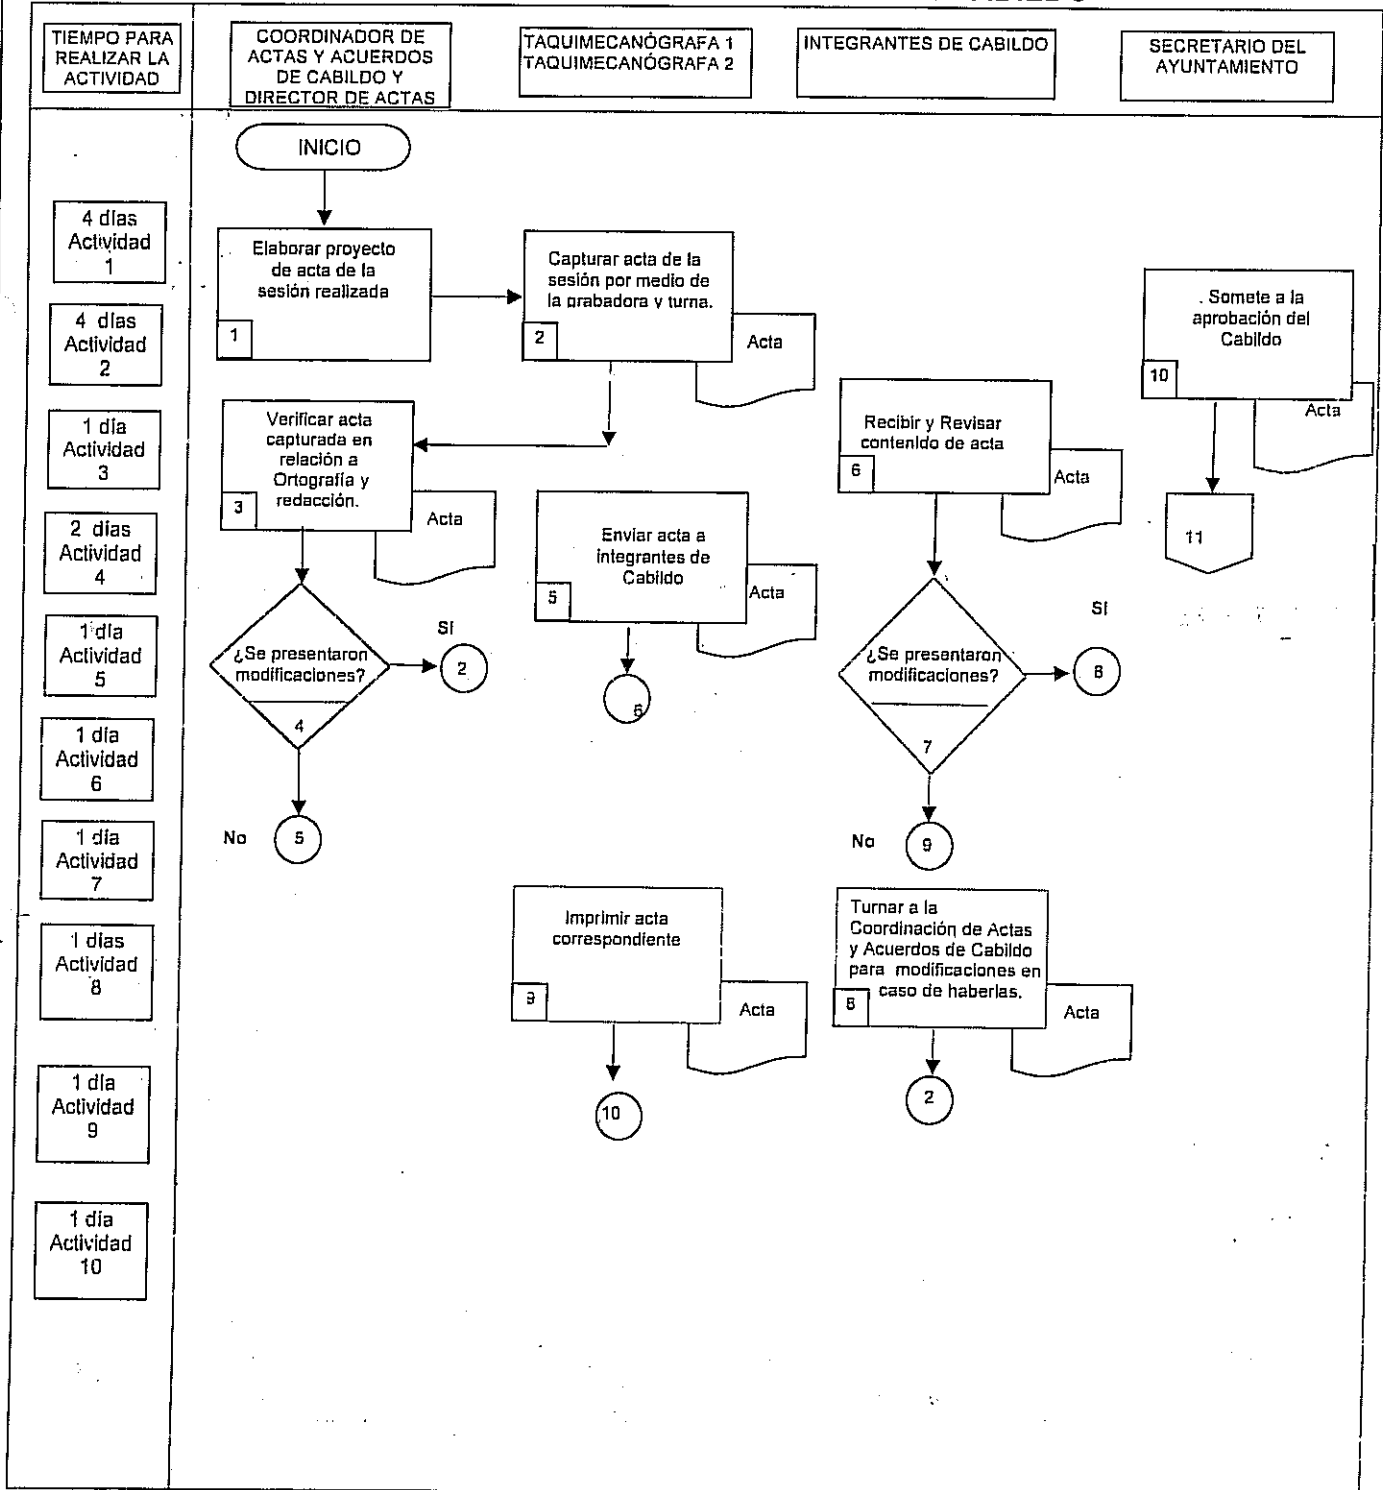 TIEMPO PARA
REALIZAR LA
ACTIVIDAD
COORDINADOR DE
ACTAS Y ACUERDOS
DE CABILDO Y
DIRECTOR DE ACTAS
TAQUIMECANÓGRAFA 1
TAQUIMECANÓGRAFA 2
INTEGRANTES DE CABILDO
SECRETARIO DEL
AYUNTAMIENTO
4 días
Actividad
1
4 días
Actividad
2
1 día
Actividad
3
2 días
Actividad
4
1 día
Actividad
5
1 día
Actividad
6
1 día
Actividad
7
1 días
Actividad
8
1 día
Actividad
9
1 día
Actividad
10
INICIO
Elaborar proyecto
de acta de la
sesión realizada
1
Verificar acta
capturada en
relación a
Ortografía y
redacción.
3
Acta
¿Se presentaron
modificaciones?
4
SI
2
No
5
Capturar acta de la
sesión por medio de
la grabadora y turna.
2
Acta
Enviar acta a
integrantes de
Cabildo
5
Acta
6
Imprimir acta
correspondiente
9
Acta
10
Recibir y Revisar
contenido de acta
6
Acta
¿Se presentaron
modificaciones?
7
SI
8
No
9
Turnar a la
Coordinación de Actas
y Acuerdos de Cabildo
para modificaciones en
caso de haberlas.
8
Acta
2
. Somete a la
aprobación del
Cabildo
10
Acta
11